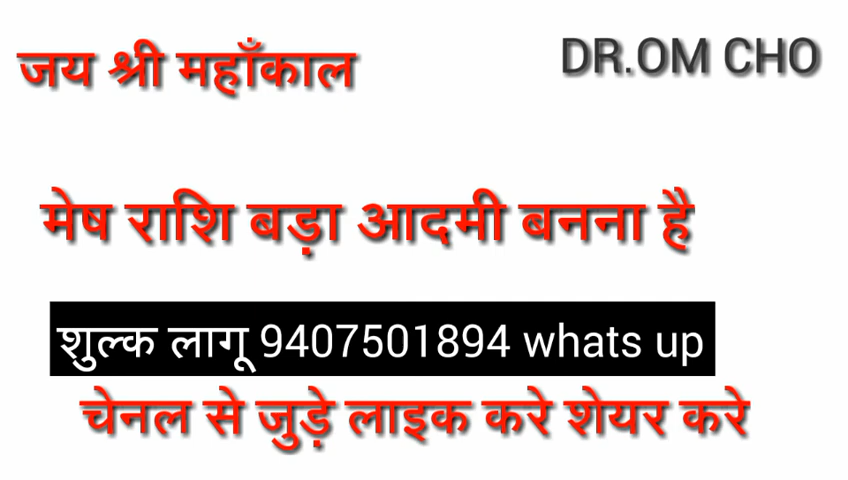 जय श्री महाँकाल
DR.OM CHO
मेष राशि बड़ा आदमी बनना है
शुल्क लागू 9407501894 whats up
चेनल से जुड़े लाइक करे शेयर करे